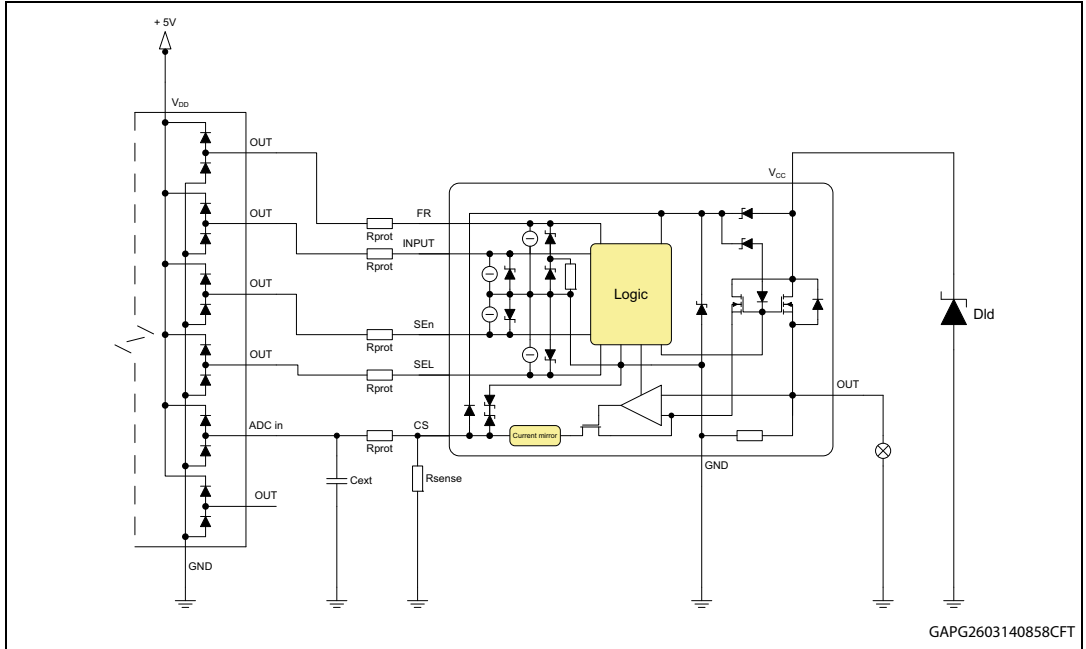 + 5V
VDD
OUT
OUT
OUT
OUT
ADC in
OUT
GND
Rprot
Rprot
Rprot
Rprot
Rprot
FR
INPUT
SEn
SEL
CS
Cext
Rsense
Logic
Current mirror
VCC
OUT
GND
Dld
GAPG2603140858CFT